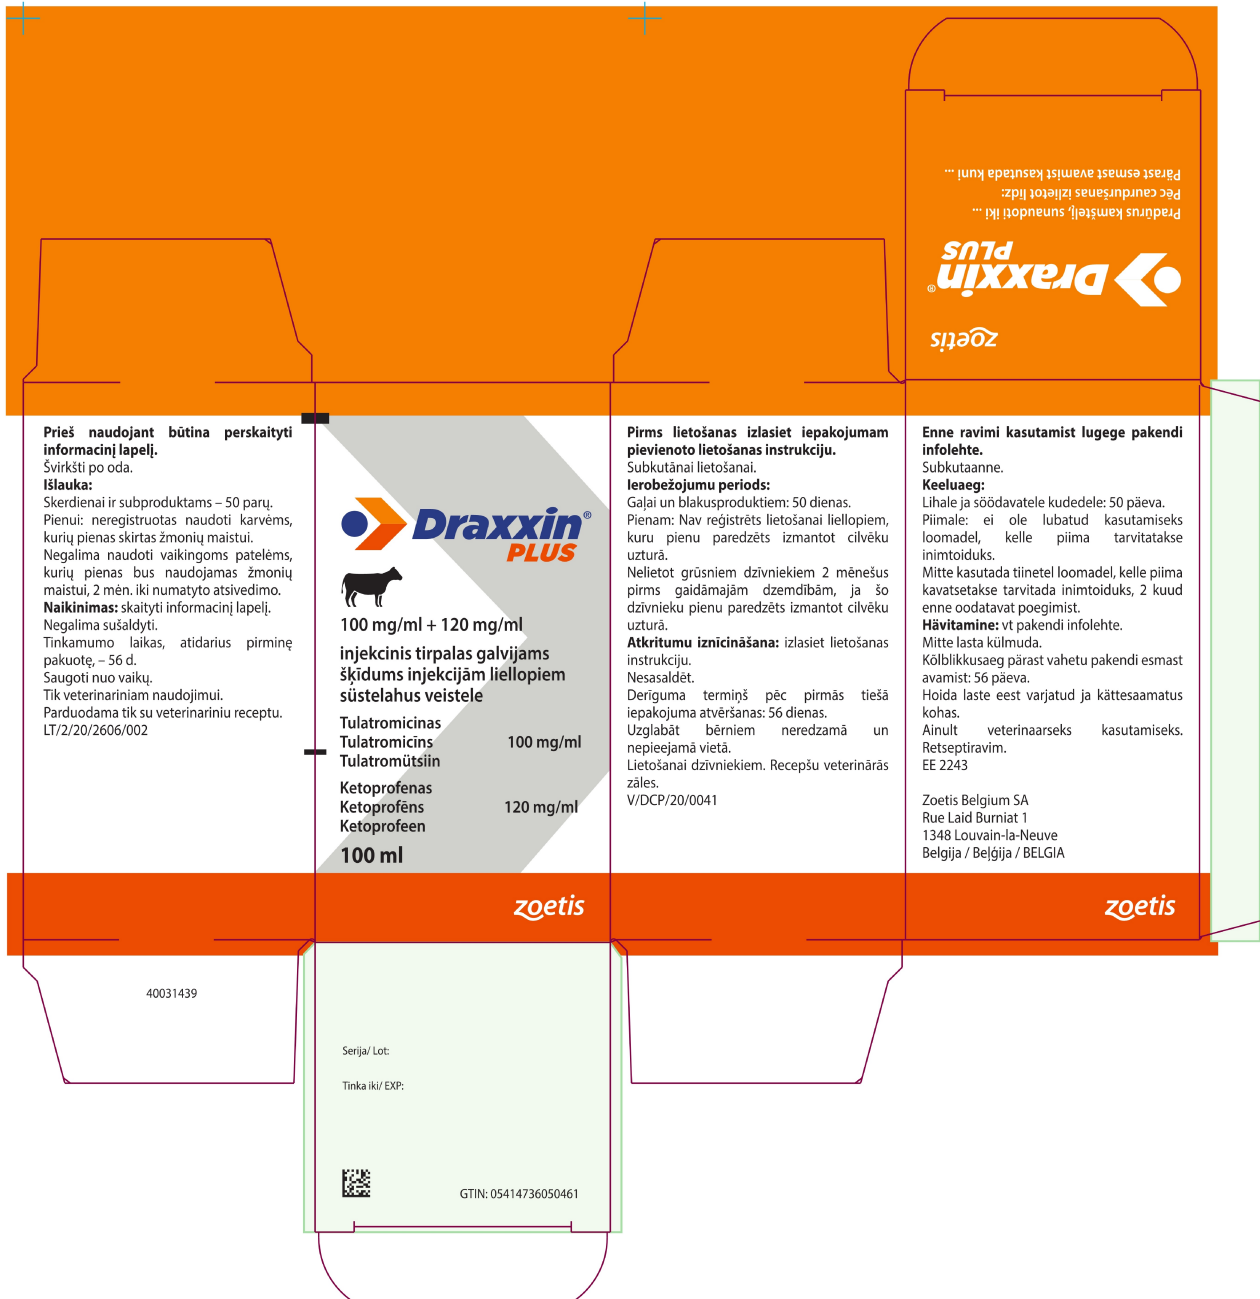 Pärast esmast avamist kasutada kuni ...
Pēc caurduršanas izlietot līdz:
Pradūrus kamštelį, sunaudoti iki ...
Draxxin®
PLUS
zoetis
Prieš naudojant būtina perskaityti
informacinį lapelį.
Švirkšti po oda.
Išlauka:
Skerdienai ir subproduktams – 50 parų.
Pienui: neregistruotas naudoti karvėms,
kurių pienas skirtas žmonių maistui.
Negalima naudoti vaikingoms patelėms,
kurių pienas bus naudojamas žmonių
maistui, 2 mėn. iki numatyto atsivedimo.
Naikinimas: skaityti informacinį lapelį.
Negalima sušaldyti.
Tinkamumo laikas, atidarius pirminę
pakuotę, – 56 d.
Saugoti nuo vaikų.
Tik veterinariniam naudojimui.
Parduodama tik su veterinariniu receptu.
LT/2/20/2606/002
Draxxin®
PLUS
100 mg/ml + 120 mg/ml
injekcinis tirpalas galvijams
šķīdums injekcijām liellopiem
süstelahus veistele
Tulatromicinas
Tulatromicīns 100 mg/ml
Tulatromütsiin
Ketoprofenas
Ketoprofēns 120 mg/ml
Ketoprofeen
100 ml
zoetis
Pirms lietošanas izlasiet iepakojumam
pievienoto lietošanas instrukciju.
Subkutānai lietošanai.
Ierobežojumu periods:
Gaļai un blakusproduktiem: 50 dienas.
Pienam: Nav reģistrēts lietošanai liellopiem,
kuru pienu paredzēts izmantot cilvēku
uzturā.
Nelietot grūsniem dzīvniekiem 2 mēnešus
pirms gaidāmajām dzemdībām, ja šo
dzīvnieku pienu paredzēts izmantot cilvēku
uzturā.
Atkritumu iznīcināšana: izlasiet lietošanas
instrukciju.
Nesasaldēt.
Derīguma termiņš pēc pirmās tiešā
iepakojuma atvēršanas: 56 dienas.
Uzglabāt bērniem neredzamā un
nepieejamā vietā.
Lietošanai dzīvniekiem. Recepšu veterinārās
zāles.
V/DCP/20/0041
Enne ravimi kasutamist lugege pakendi
infolehte.
Subkutaanne.
Keeluaeg:
Lihale ja söödavatele kudedele: 50 päeva.
Piimale: ei ole lubatud kasutamiseks
loomadel, kelle piima tarvitatakse
inimtoiduks.
Mitte kasutada tiinetel loomadel, kelle piima
kavatsetakse tarvitada inimtoiduks, 2 kuud
enne oodatavat poegimist.
Hävitamine: vt pakendi infolehte.
Mitte lasta külmuda.
Kõlblikkusaeg pärast vahetu pakendi esmast
avamist: 56 päeva.
Hoida laste eest varjatud ja kättesaamatus
kohas.
Ainult veterinaarseks kasutamiseks.
Retseptiravim.
EE 2243
Zoetis Belgium SA
Rue Laid Burniat 1
1348 Louvain-la-Neuve
Belgija / Beļģija / BELGIA
zoetis
40031439
Serija/ Lot:
Tinka iki/ EXP:
GTIN: 05414736050461